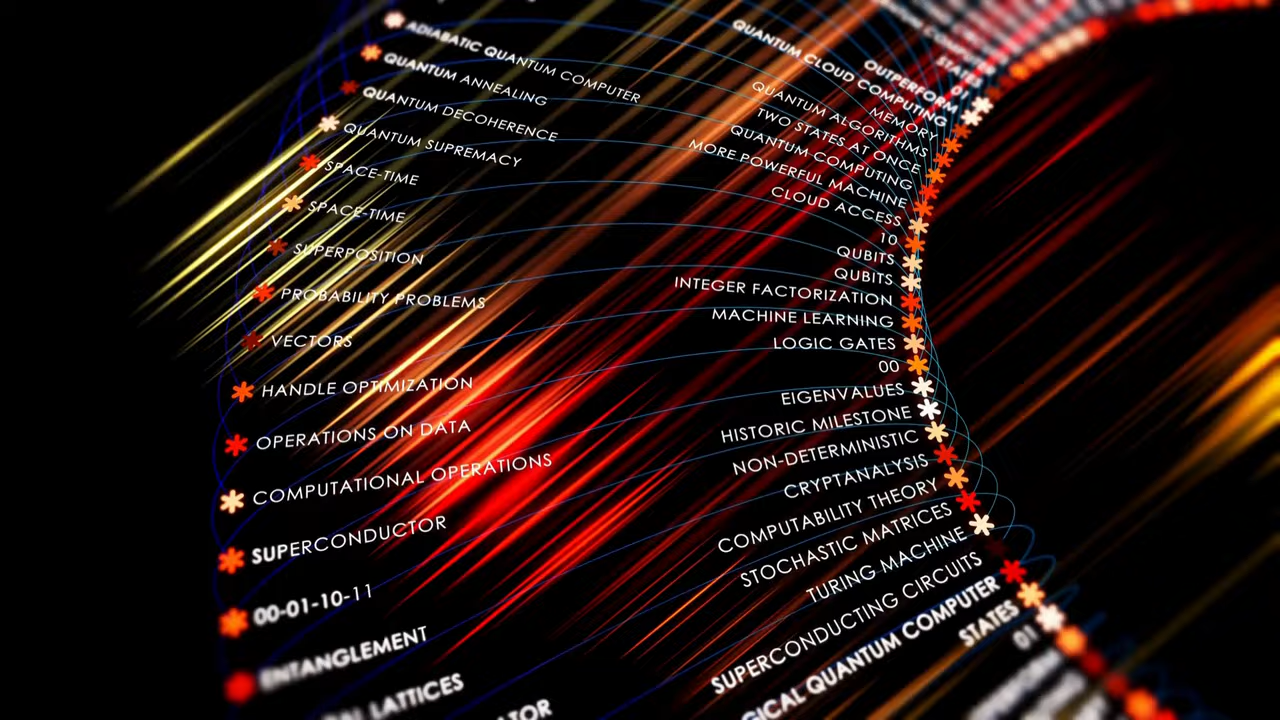 ADIABATIC QUANTUM COMPUTER
QUANTUM ANNEALING
QUANTUM DECOHERENCE
QUANTUM SUPREMACY
SPACE-TIME
SPACE-TIME
SUPERPOSITION
PROBABILITY PROBLEMS
VECTORS
HANDLE OPTIMIZATION
OPERATIONS ON DATA
COMPUTATIONAL OPERATIONS
SUPERCONDUCTOR
00-01-10-11
ENTANGLEMENT
LATTICES
STATES
01
OUTPERFORM
QUANTUM CLOUD COMPUTING
MEMORY
QUANTUM ALGORITHMS
TWO STATES AT ONCE
QUANTUM-COMPUTING
MORE POWERFUL MACHINE
CLOUD ACCESS
10
QUBITS
QUBITS
INTEGER FACTORIZATION
MACHINE LEARNING
LOGIC GATES
00
EIGENVALUES
HISTORIC MILESTONE
NON-DETERMINISTIC
CRYPTANALYSIS
COMPUTABILITY THEORY
STOCHASTIC MATRICES
TURING MACHINE
SUPERCONDUCTING CIRCUITS
GICAL QUANTUM COMPUTER
STATES
01